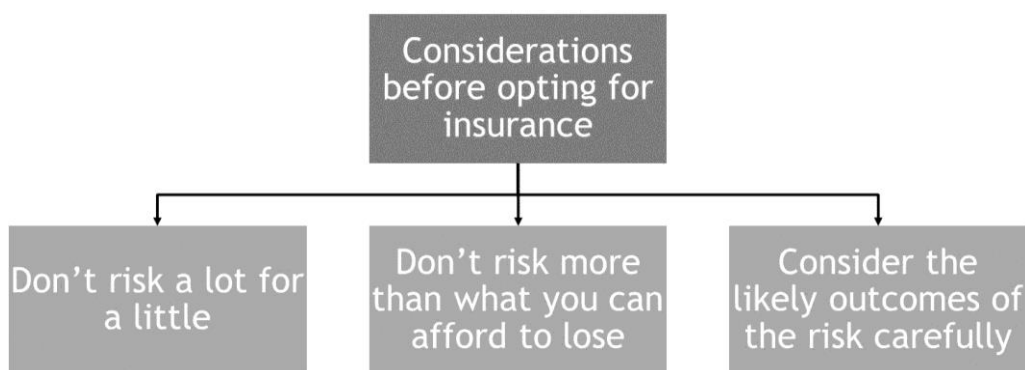 Considerations
before opting for
insurance
Don’t risk a lot for
a little
Don’t risk more
than what you can
afford to lose
Consider the
likely outcomes of
the risk carefully